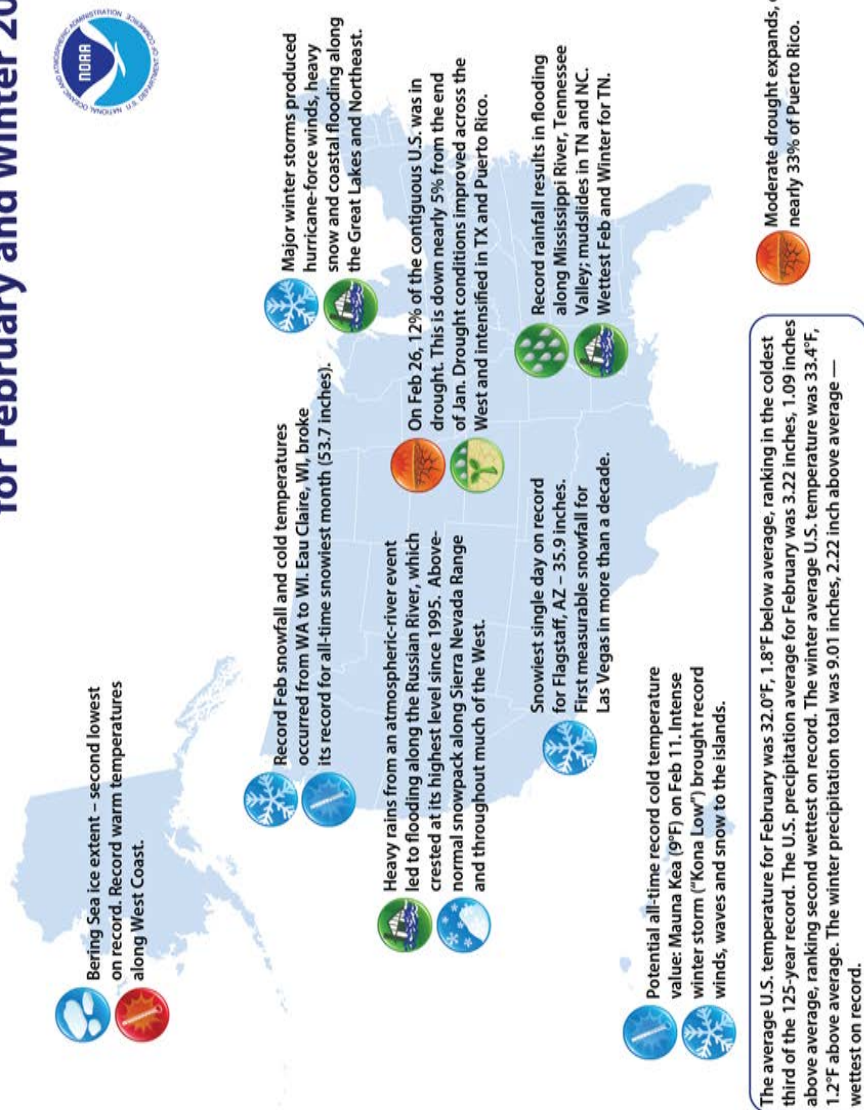 for February and Winter 20
NATIONAL OCEANIC AND ATMOSPHERIC ADMINISTRATION
U.S. DEPARTMENT OF COMMERCE
NOAA
Bering Sea ice extent – second lowest
on record. Record warm temperatures
along West Coast.
Record Feb snowfall and cold temperatures
occurred from WA to WI. Eau Claire, WI, broke
its record for all-time snowiest month (53.7 inches).
Major winter storms produced
hurricane-force winds, heavy
snow and coastal flooding along
the Great Lakes and Northeast.
Heavy rains from an atmospheric-river event
led to flooding along the Russian River, which
crested at its highest level since 1995. Above-
normal snowpack along Sierra Nevada Range
and throughout much of the West.
On Feb 26, 12% of the contiguous U.S. was in
drought. This is down nearly 5% from the end
of Jan. Drought conditions improved across the
West and intensified in TX and Puerto Rico.
Snowiest single day on record
for Flagstaff, AZ – 35.9 inches.
First measurable snowfall for
Las Vegas in more than a decade.
Record rainfall results in flooding
along Mississippi River, Tennessee
Valley; mudslides in TN and NC.
Wettest Feb and Winter for TN.
Potential all-time record cold temperature
value: Mauna Kea (9°F) on Feb 11. Intense
winter storm ("Kona Low") brought record
winds, waves and snow to the islands.
Moderate drought expands,
nearly 33% of Puerto Rico.
The average U.S. temperature for February was 32.0°F, 1.8°F below average, ranking in the coldest
third of the 125-year record. The U.S. precipitation average for February was 3.22 inches, 1.09 inches
above average, ranking second wettest on record. The winter average U.S. temperature was 33.4°F,
1.2°F above average. The winter precipitation total was 9.01 inches, 2.22 inch above average —
wettest on record.